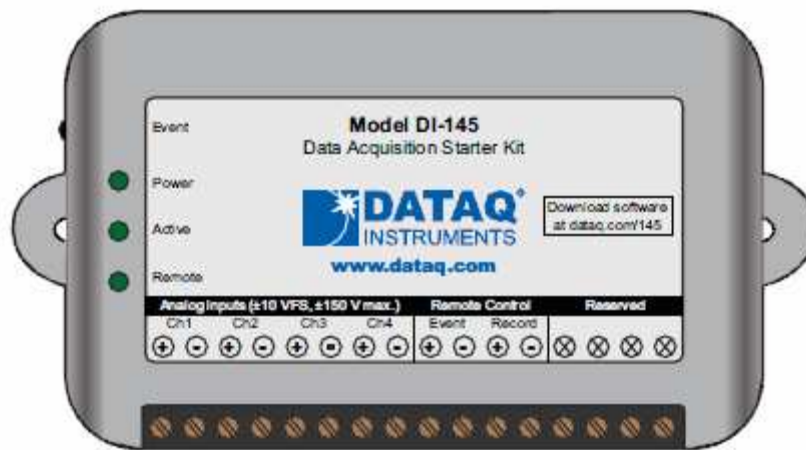 Event
Model DI-145
Data Acquisition Starter Kit
Power
DATAQ®
INSTRUMENTS
Download software
at dataq.com/145
Active
www.dataq.com
Remote
Analog Inputs (±10 VFS, ±150 V max.) Remote Control Reserved
Ch1 Ch2 Ch3 Ch4 Event Record
+ - + - + - + - + - + -